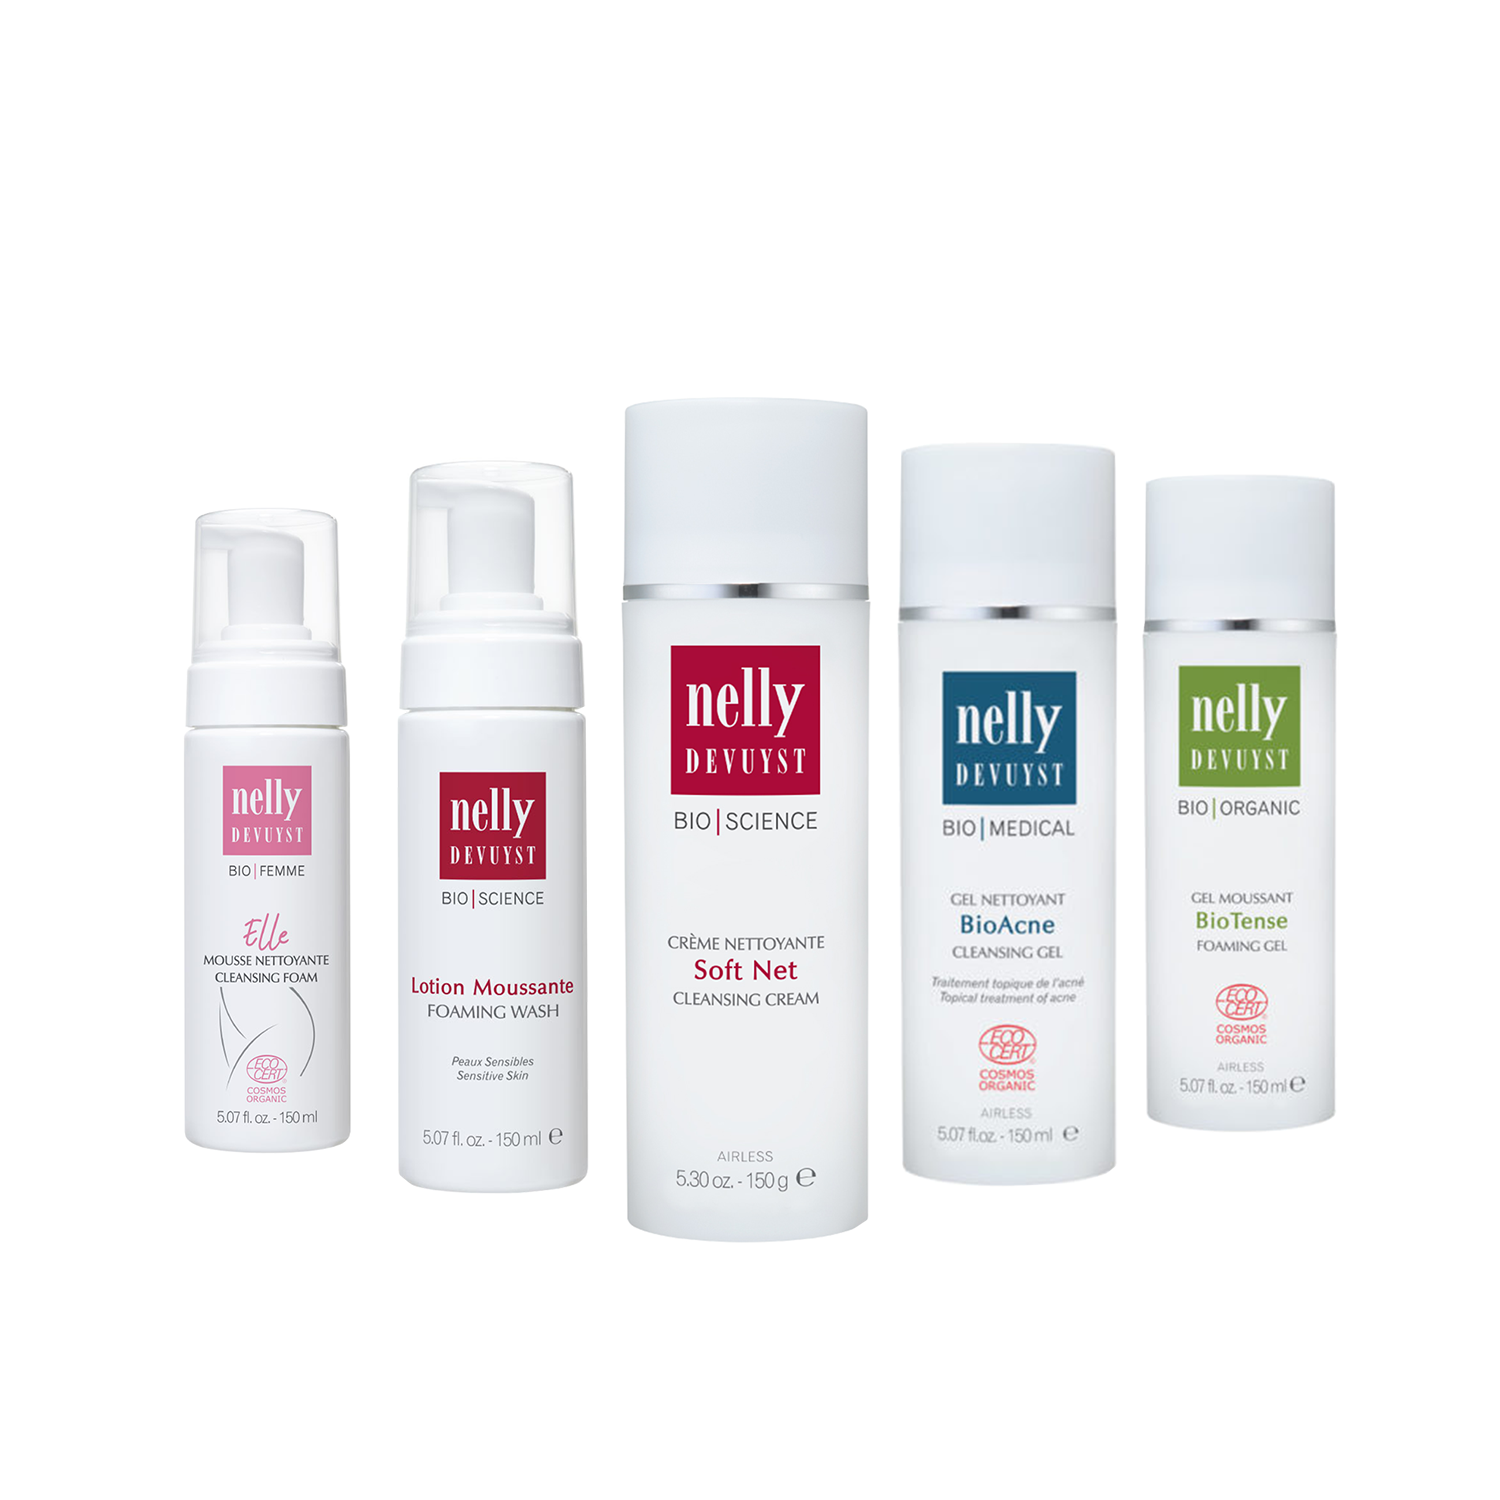 nelly
DEVUYST
BIO|FEMME
Elle
MOUSSE NETTOYANTE
CLEANSING FOAM
ECO
CERT®
COSMOS
ORGANIC
5.07 fl. oz. - 150 ml
nelly
DEVUYST
BIO|SCIENCE
Lotion Moussante
FOAMING WASH
Peaux Sensibles
Sensitive Skin
5.07 fl. oz. - 150 ml ℮
nelly
DEVUYST
BIO|SCIENCE
CRÈME NETTOYANTE
Soft Net
CLEANSING CREAM
AIRLESS
5.30 oz. - 150 g ℮
nelly
DEVUYST
BIO|MEDICAL
GEL NETTOYANT
BioAcne
CLEANSING GEL
Traitement topique de l'acné
Topical treatment of acne
ECO
CERT®
COSMOS
ORGANIC
AIRLESS
5.07 fl.oz. - 150 ml ℮
nelly
DEVUYST
BIO|ORGANIC
GEL MOUSSANT
BioTense
FOAMING GEL
ECO
CERT®
COSMOS
ORGANIC
AIRLESS
5.07 fl. oz. - 150 ml ℮